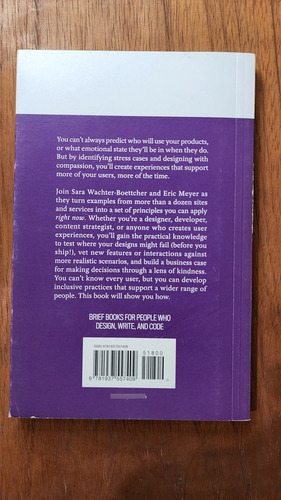 You can't always predict who will use your products,
or what emotional state they'll be in when they do.
But by identifying stress cases and designing with
compassion, you'll create experiences that support
more of your users, more of the time.
Join Sara Wachter-Boettcher and Eric Meyer as
they turn examples from more than a dozen sites
and services into a set of principles you can apply
right now. Whether you're a designer, developer,
content strategist, or anyone who creates user
experiences, you'll gain the practical knowledge
to test where your designs might fail (before you
ship!), vet new features or interactions against
more realistic scenarios, and build a business case
for making decisions through a lens of kindness.
You can't know every user, but you can develop
inclusive practices that support a wider range of
people. This book will show you how.
BRIEF BOOKS FOR PEOPLE WHO
DESIGN, WRITE, AND CODE
ISBN 9781937557409
51800
9 781937 557409